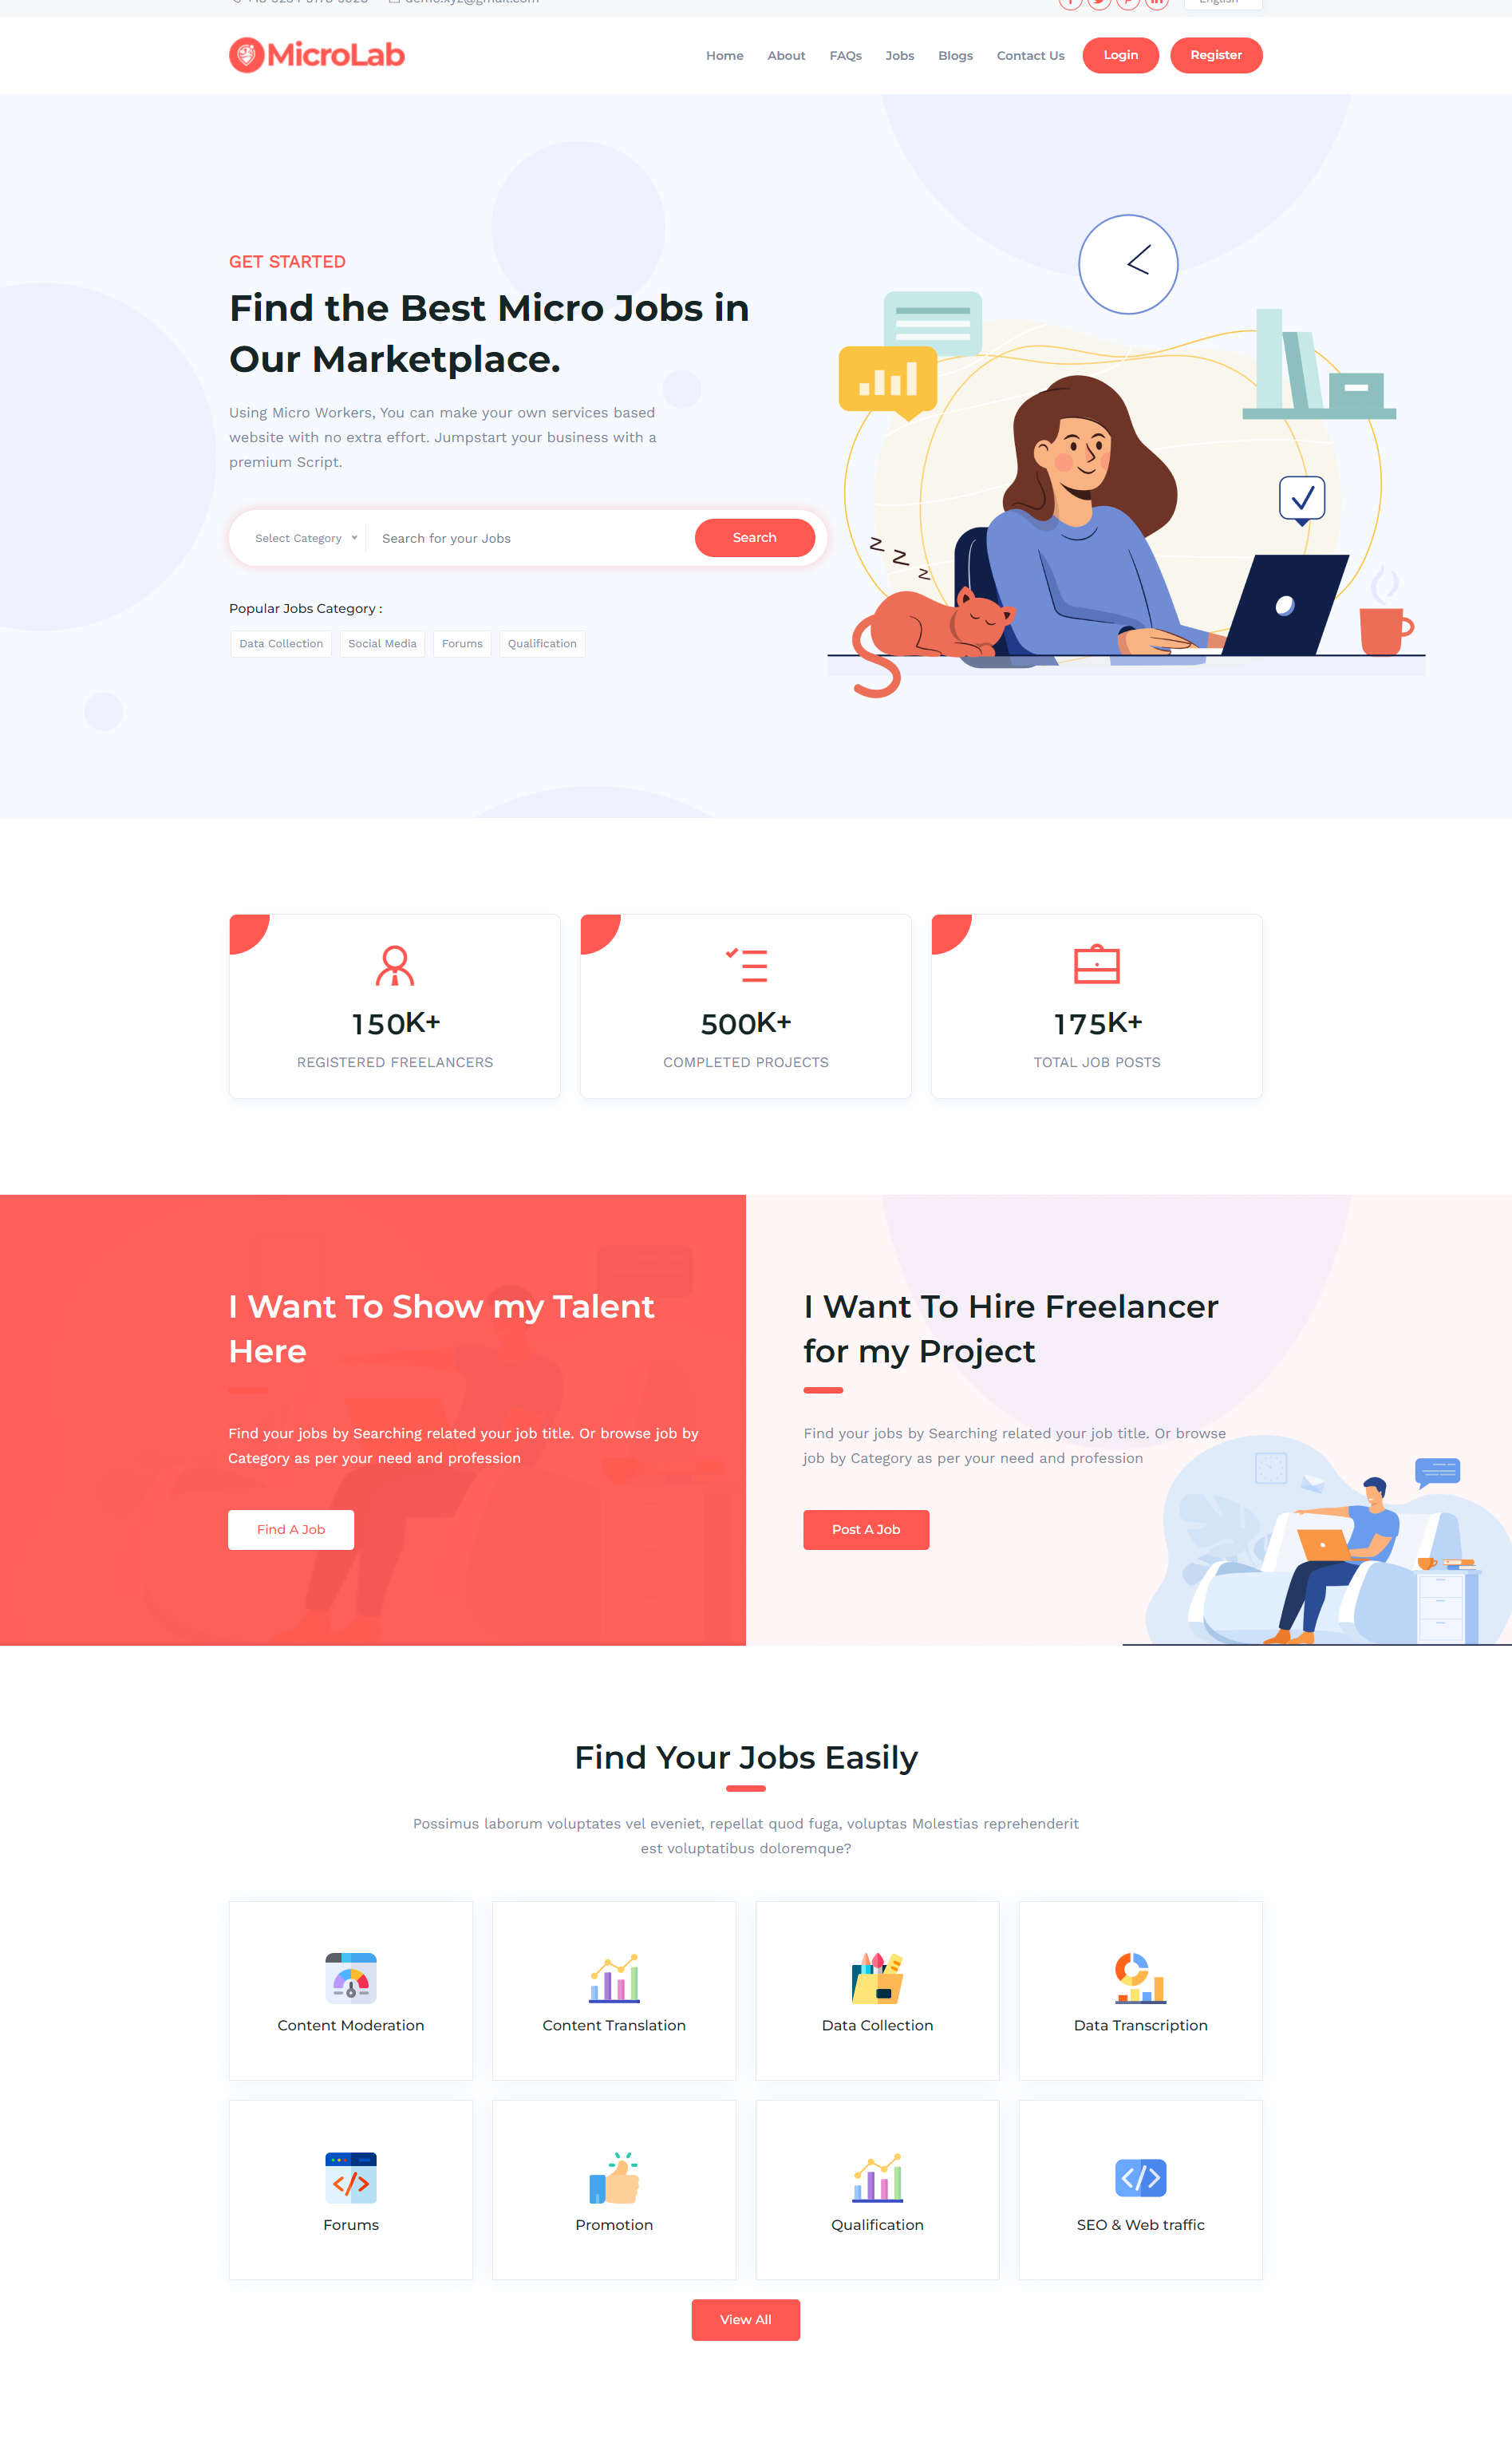 MicroLab
Home About FAQs Jobs Blogs Contact Us Login Register
GET STARTED
Find the Best Micro Jobs in
Our Marketplace.
Using Micro Workers, You can make your own services based
website with no extra effort. Jumpstart your business with a
premium Script.
Select Category Search for your Jobs Search
Popular Jobs Category :
Data Collection Social Media Forums Qualification
z z z
150K+
REGISTERED FREELANCERS
500K+
COMPLETED PROJECTS
175K+
TOTAL JOB POSTS
I Want To Show my Talent
Here
Find your jobs by Searching related your job title. Or browse job by
Category as per your need and profession
Find A Job
I Want To Hire Freelancer
for my Project
Find your jobs by Searching related your job title. Or browse
job by Category as per your need and profession
Post A Job
Find Your Jobs Easily
Possimus laborum voluptates vel eveniet, repellat quod fuga, voluptas Molestias reprehenderit
est voluptatibus doloremque?
Content Moderation
Content Translation
Data Collection
Data Transcription
Forums
Promotion
Qualification
SEO & Web traffic
View All